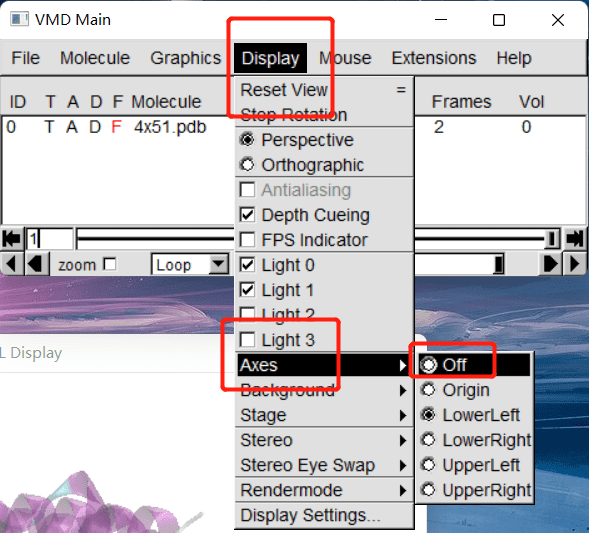 VMD Main
File Molecule Graphics Display Mouse Extensions Help
ID T A D F Molecule Frames Vol
0 T A D F 4x51.pdb 2 0
1
zoom Loop
Reset View =
Stop Rotation
Perspective
Orthographic
Antialiasing
Depth Cueing
FPS Indicator
Light 0
Light 1
Light 2
Light 3
Axes
Background
Stage
Stereo
Stereo Eye Swap
Rendermode
Display Settings...
Off
Origin
LowerLeft
LowerRight
UpperLeft
UpperRight
L Display